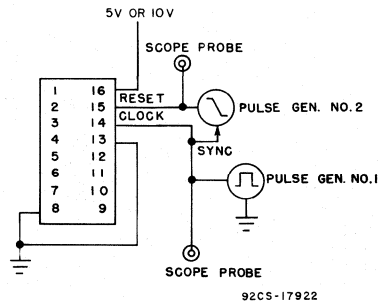 5V OR 10V
SCOPE PROBE
1 16
RESET
2 15
PULSE GEN. NO.2
CLOCK
3 14
4 13
SYNC
5 12
6 11
PULSE GEN. NO.1
7 10
8 9
SCOPE PROBE
92CS-17922